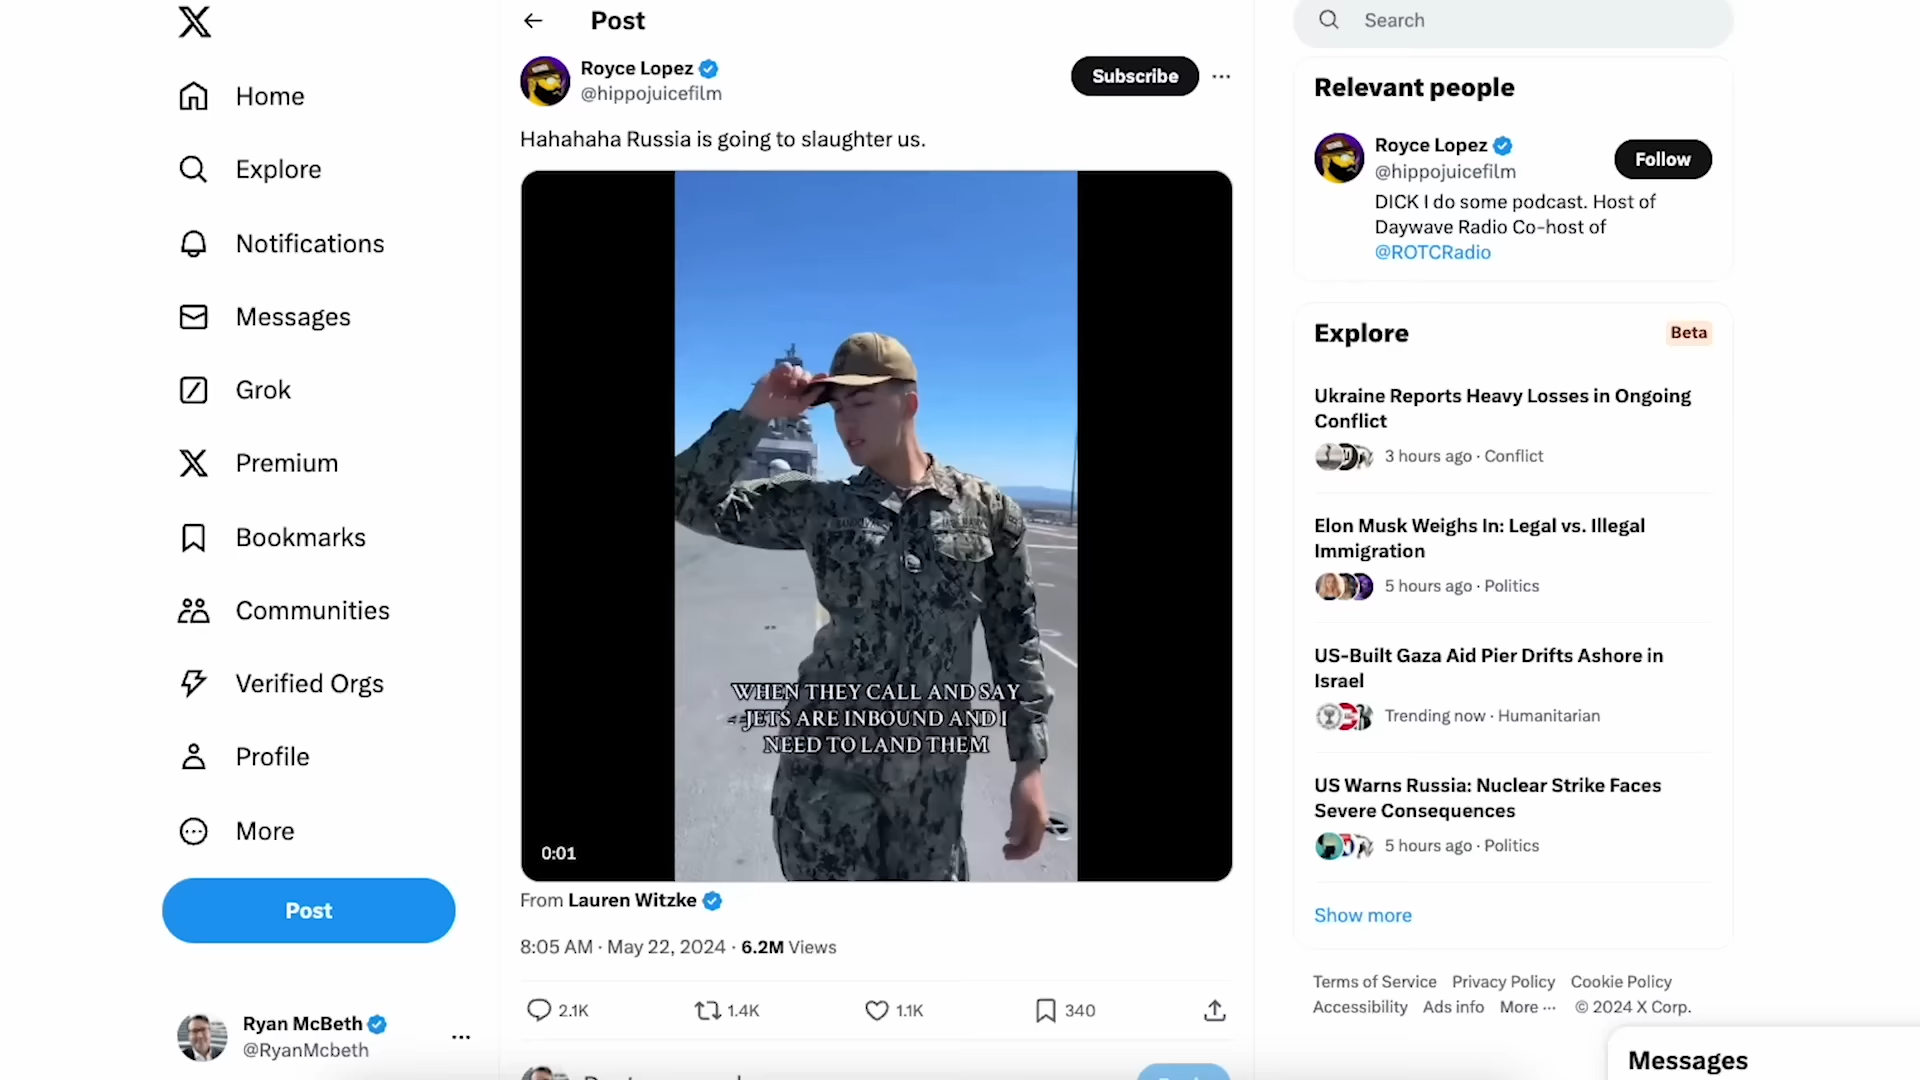 Home
Explore
Notifications
Messages
Grok
Premium
Bookmarks
Communities
Verified Orgs
Profile
More
Post
Ryan McBeth
@RyanMcbeth
Post
Royce Lopez
@hippojuicefilm
Subscribe
Hahahaha Russia is going to slaughter us.
WHEN THEY CALL AND SAY
JETS ARE INBOUND AND I
NEED TO LAND THEM
0:01
From Lauren Witzke
8:05 AM · May 22, 2024 · 6.2M Views
2.1K 1.4K 1.1K 340
Search
Relevant people
Royce Lopez
@hippojuicefilm
Follow
DICK I do some podcast. Host of
Daywave Radio Co-host of
@ROTCRadio
Explore
Beta
Ukraine Reports Heavy Losses in Ongoing
Conflict
3 hours ago · Conflict
Elon Musk Weighs In: Legal vs. Illegal
Immigration
5 hours ago · Politics
US-Built Gaza Aid Pier Drifts Ashore in
Israel
Trending now · Humanitarian
US Warns Russia: Nuclear Strike Faces
Severe Consequences
5 hours ago · Politics
Show more
Terms of Service Privacy Policy Cookie Policy
Accessibility Ads info More ··· © 2024 X Corp.
Messages